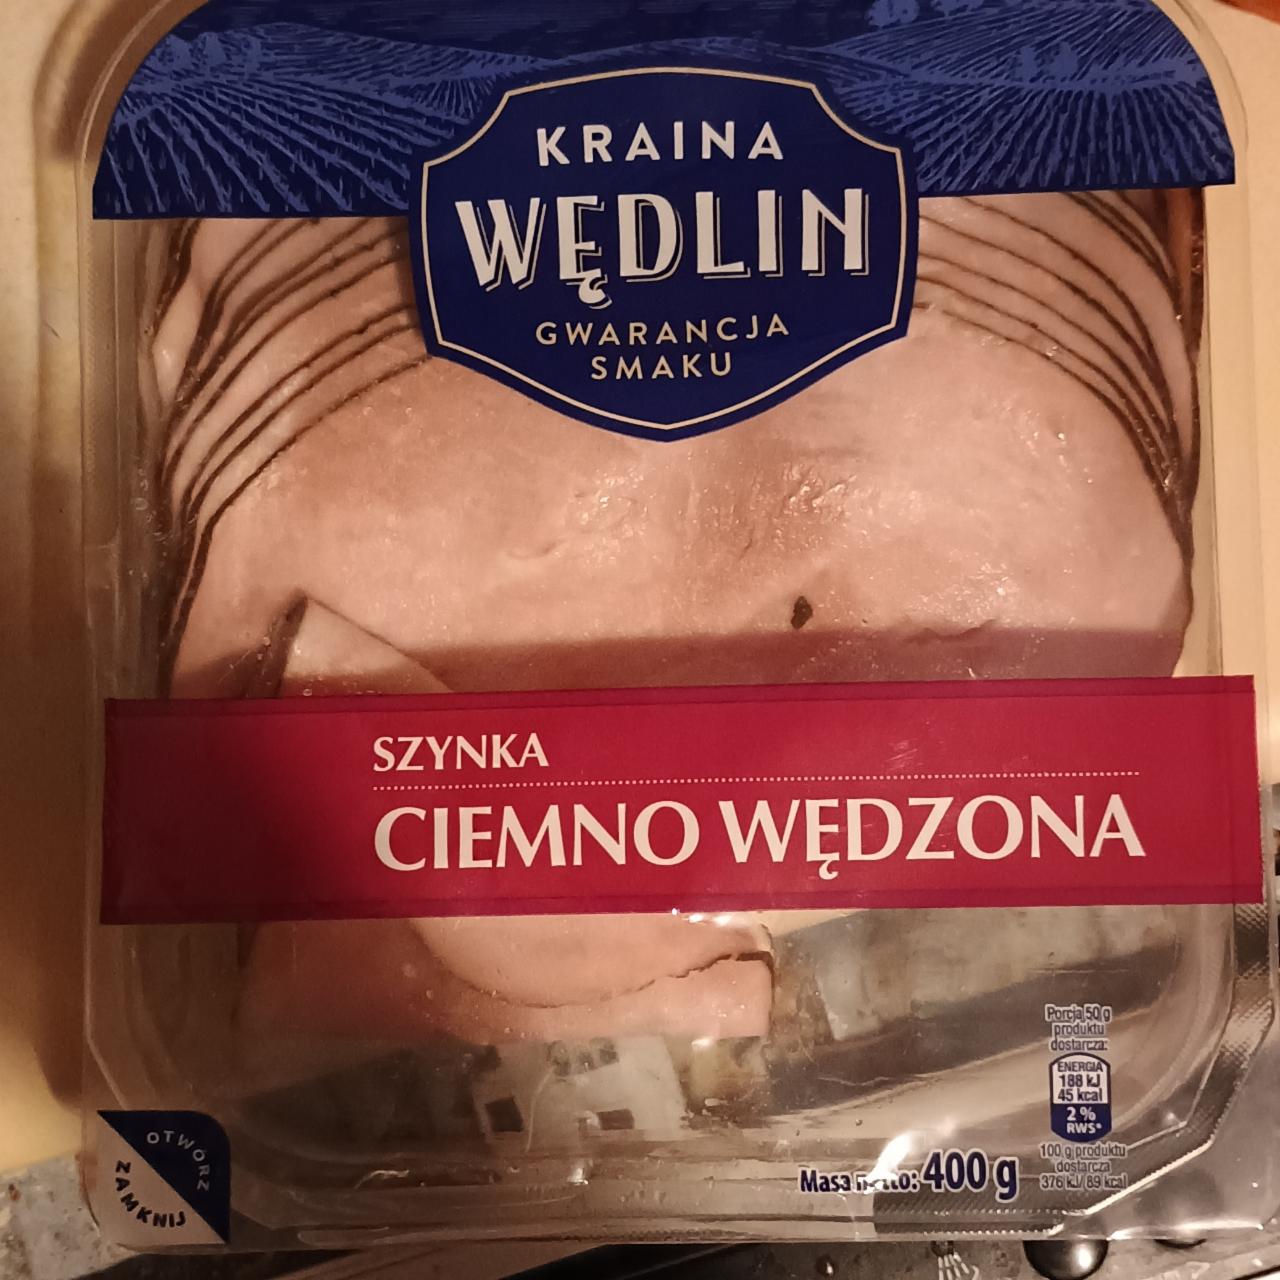 KRAINA
WĘDLIN
GWARANCJA
SMAKU
SZYNKA
CIEMNO WĘDZONA
Porcja 50 g
produktu
dostarcza:
ENERGIA
188 kJ
45 kcal
2 %
RWS*
100 g produktu
dostarcza
376 kJ/ 89 kcal
Masa netto: 400 g
OTWÓRZ
ZAMKNIJ